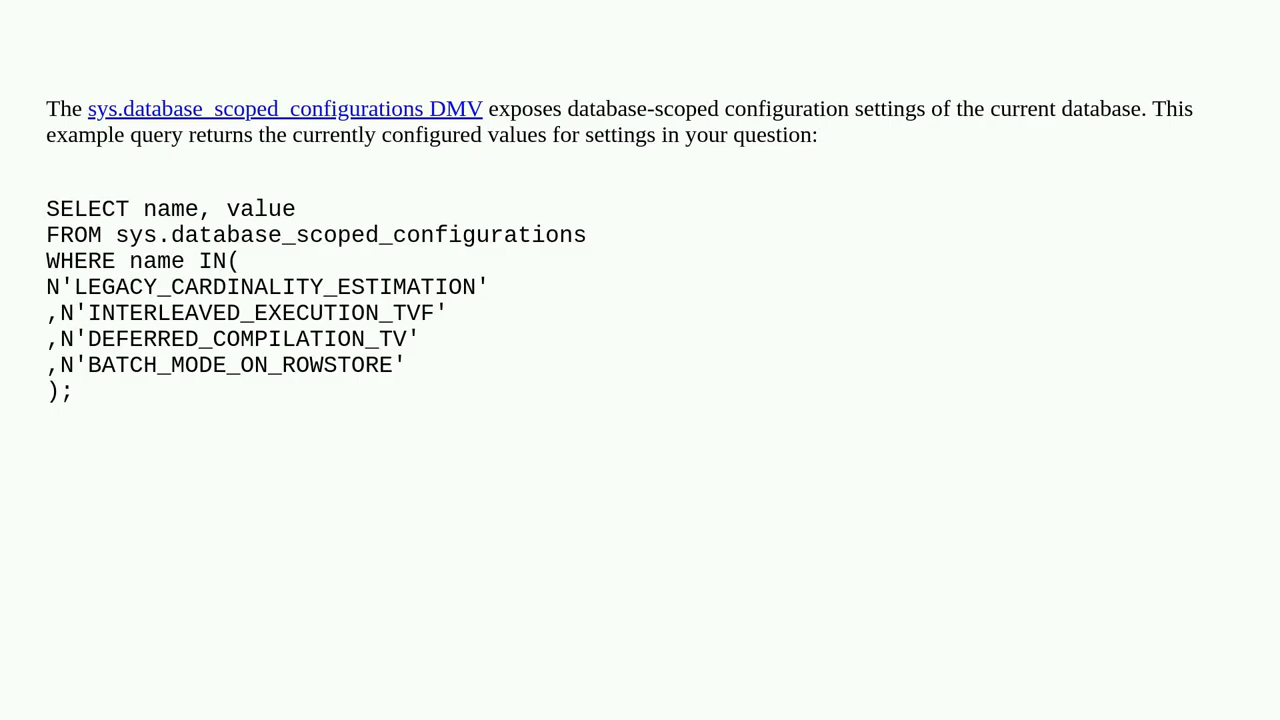 The sys.database_scoped_configurations DMV exposes database-scoped configuration settings of the current database. This
example query returns the currently configured values for settings in your question:
SELECT name, value
FROM sys.database_scoped_configurations
WHERE name IN(
N'LEGACY_CARDINALITY_ESTIMATION'
,N'INTERLEAVED_EXECUTION_TVF'
,N'DEFERRED_COMPILATION_TV'
,N'BATCH_MODE_ON_ROWSTORE'
);